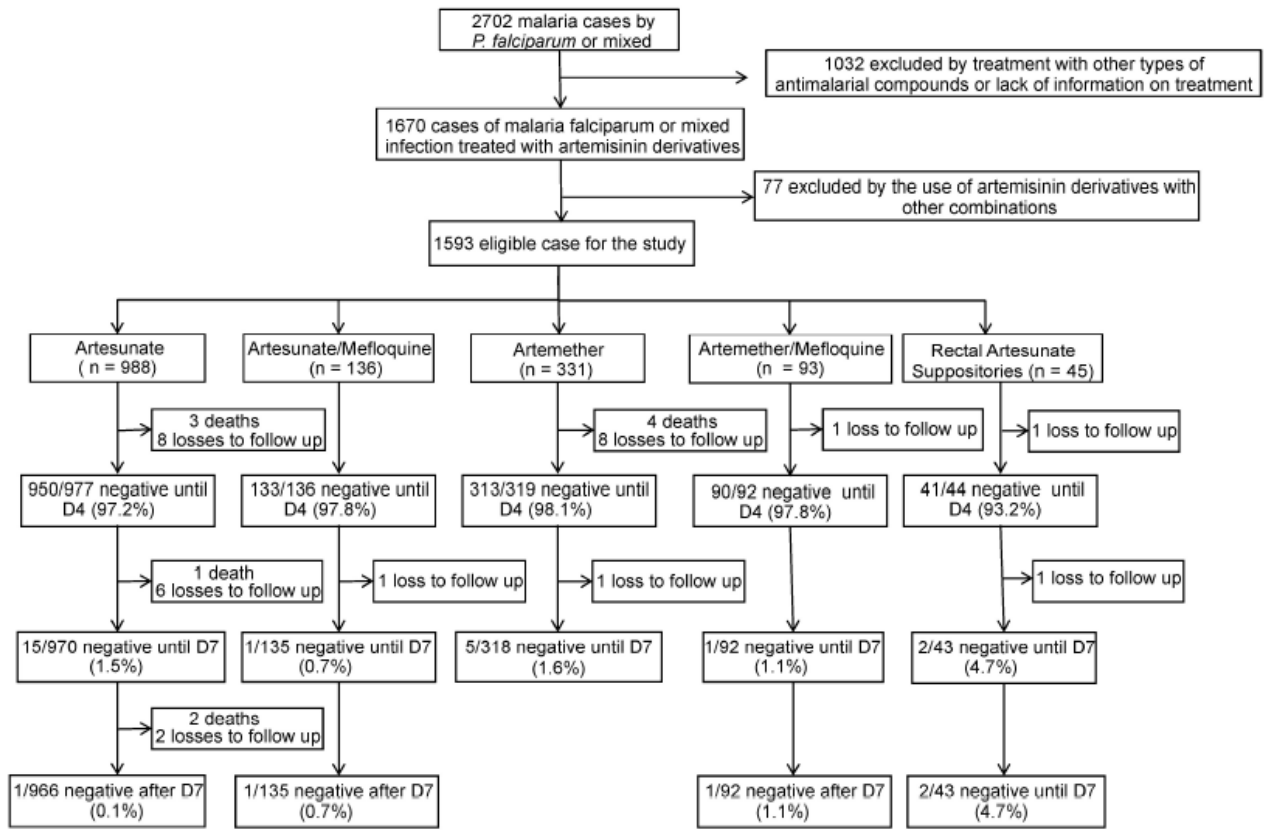 2702 malaria cases by
P. falciparum or mixed
1032 excluded by treatment with other types of
antimalarial compounds or lack of information on treatment
1670 cases of malaria falciparum or mixed
infection treated with artemisinin derivatives
77 excluded by the use of artemisinin derivatives with
other combinations
1593 eligible case for the study
Artesunate
( n = 988)
Artesunate/Mefloquine
(n = 136)
Artemether
(n = 331)
Artemether/Mefloquine
(n = 93)
Rectal Artesunate
Suppositories (n = 45)
3 deaths
8 losses to follow up
4 deaths
8 losses to follow up
1 loss to follow up
1 loss to follow up
950/977 negative until
D4 (97.2%)
133/136 negative until
D4 (97.8%)
313/319 negative until
D4 (98.1%)
90/92 negative until
D4 (97.8%)
41/44 negative until
D4 (93.2%)
1 death
6 losses to follow up
1 loss to follow up
1 loss to follow up
1 loss to follow up
15/970 negative until D7
(1.5%)
1/135 negative until D7
(0.7%)
5/318 negative until D7
(1.6%)
1/92 negative until D7
(1.1%)
2/43 negative until D7
(4.7%)
2 deaths
2 losses to follow up
1/966 negative after D7
(0.1%)
1/135 negative after D7
(0.7%)
1/92 negative after D7
(1.1%)
2/43 negative until D7
(4.7%)